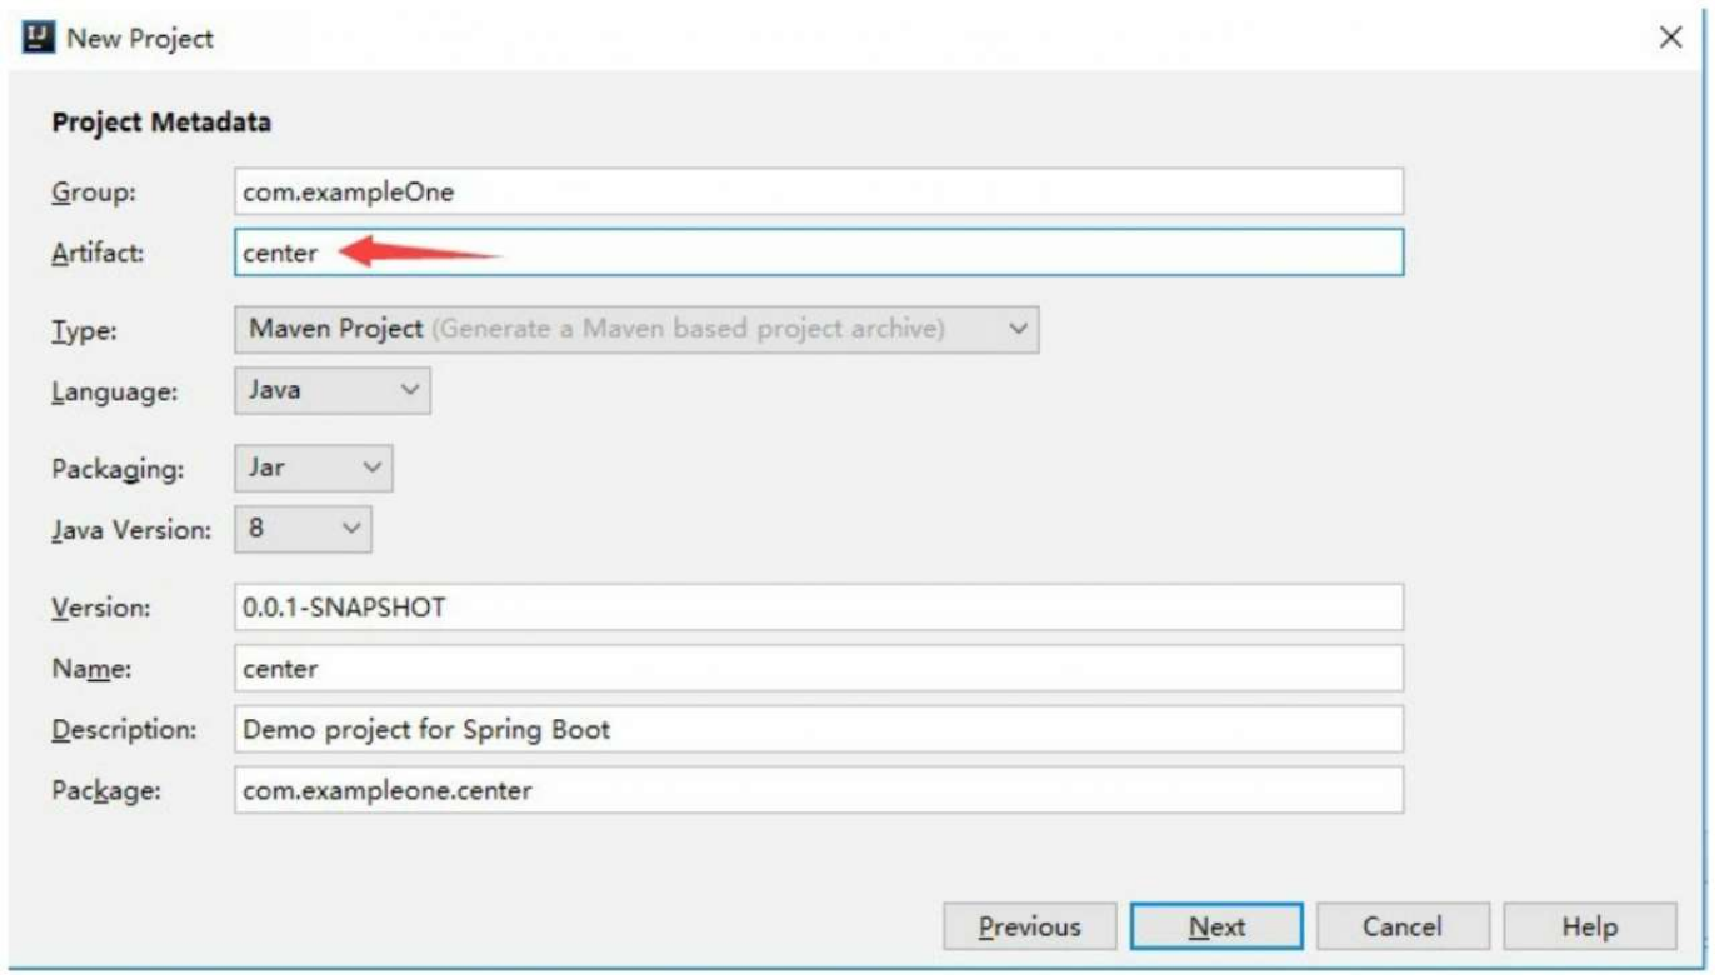 New Project
Project Metadata
Group: com.exampleOne
Artifact: center
Type: Maven Project (Generate a Maven based project archive)
Language: Java
Packaging: Jar
Java Version: 8
Version: 0.0.1-SNAPSHOT
Name: center
Description: Demo project for Spring Boot
Package: com.exampleone.center
Previous Next Cancel Help